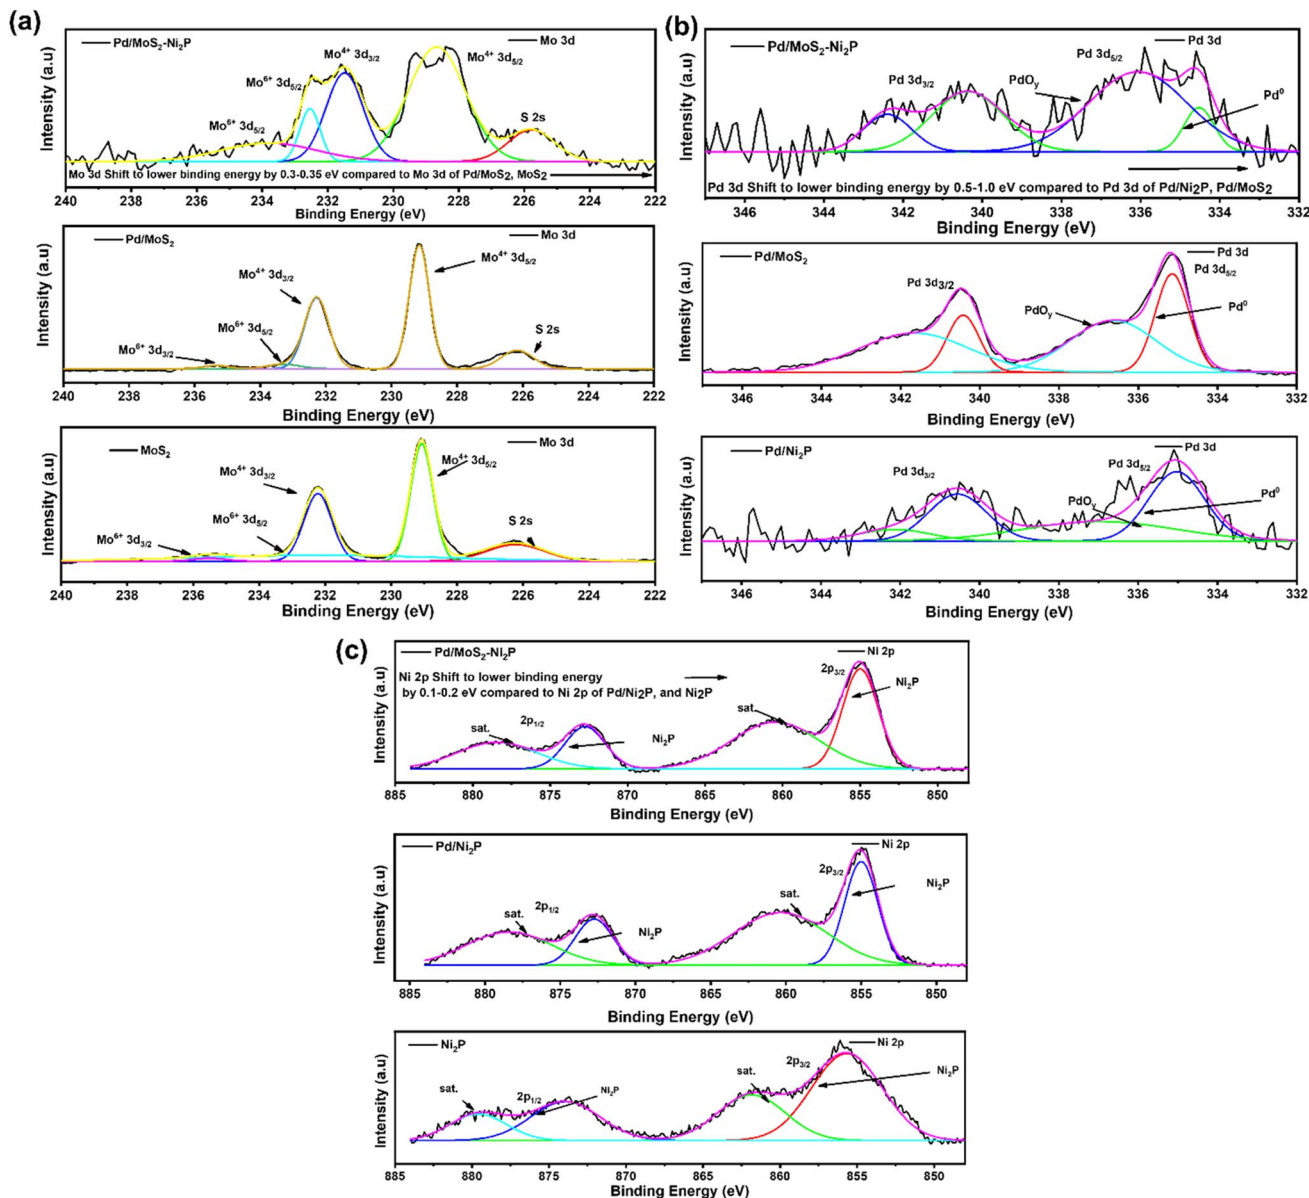 (a)
Pd/MoS₂-Ni₂P
Mo 3d
Mo⁴⁺ 3d₃/₂
Mo⁴⁺ 3d₅/₂
Mo⁶⁺ 3d₅/₂
Mo⁶⁺ 3d₅/₂
S 2s
Mo 3d Shift to lower binding energy by 0.3-0.35 eV compared to Mo 3d of Pd/MoS₂, MoS₂
Intensity (a.u)
240 238 236 234 232 230 228 226 224 222
Binding Energy (eV)
Pd/MoS₂
Mo 3d
Mo⁴⁺ 3d₅/₂
Mo⁴⁺ 3d₃/₂
Mo⁶⁺ 3d₅/₂
Mo⁶⁺ 3d₃/₂
S 2s
Intensity (a.u)
240 238 236 234 232 230 228 226 224 222
Binding Energy (eV)
MoS₂
Mo 3d
Mo⁴⁺ 3d₅/₂
Mo⁴⁺ 3d₃/₂
Mo⁶⁺ 3d₅/₂
Mo⁶⁺ 3d₃/₂
S 2s
Intensity (a.u)
240 238 236 234 232 230 228 226 224 222
Binding Energy (eV)
(b)
Pd/MoS₂-Ni₂P
Pd 3d
Pd 3d₅/₂
PdOᵧ
Pd 3d₃/₂
Pd⁰
Pd 3d Shift to lower binding energy by 0.5-1.0 eV compared to Pd 3d of Pd/Ni₂P, Pd/MoS₂
Intensity (a.u)
346 344 342 340 338 336 334 332
Binding Energy (eV)
Pd/MoS₂
Pd 3d
Pd 3d₅/₂
Pd 3d₃/₂
PdOᵧ
Pd⁰
Intensity (a.u)
346 344 342 340 338 336 334 332
Binding Energy (eV)
Pd/Ni₂P
Pd 3d
Pd 3d₃/₂
Pd 3d₅/₂
PdOᵧ
Pd⁰
Intensity (a.u)
346 344 342 340 338 336 334 332
Binding Energy (eV)
(c)
Pd/MoS₂-Ni₂P
Ni 2p
Ni 2p Shift to lower binding energy
by 0.1-0.2 eV compared to Ni 2p of Pd/Ni₂P, and Ni₂P
2p₃/₂
Ni₂P
sat.
2p₁/₂
sat.
Ni₂P
Intensity (a.u)
885 880 875 870 865 860 855 850
Binding Energy (eV)
Pd/Ni₂P
Ni 2p
2p₃/₂
sat.
Ni₂P
sat.
2p₁/₂
Ni₂P
Intensity (a.u)
885 880 875 870 865 860 855 850
Binding Energy (eV)
Ni₂P
Ni 2p
2p₃/₂
sat.
Ni₂P
sat.
2p₁/₂
Ni₂P
Intensity (a.u)
885 880 875 870 865 860 855 850
Binding Energy (eV)